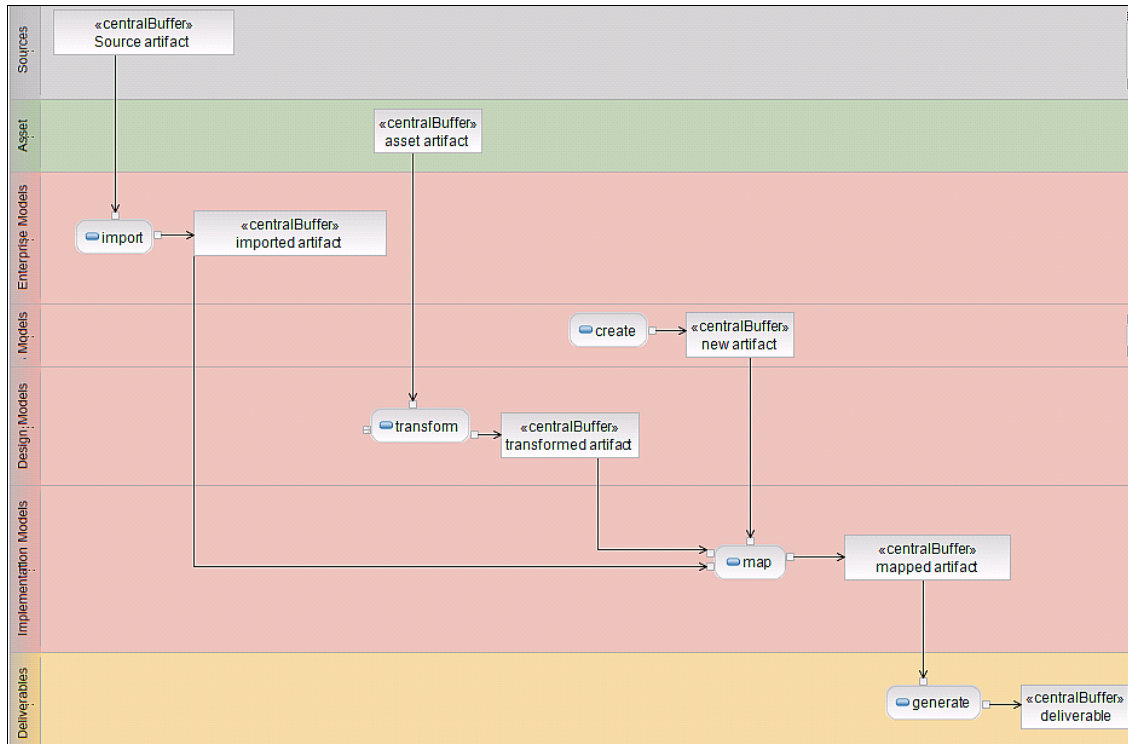 Sources
«centralBuffer»
Source artifact
Asset
«centralBuffer»
asset artifact
Enterprise Models
import
«centralBuffer»
imported artifact
. Models
create
«centralBuffer»
new artifact
Design Models
transform
«centralBuffer»
transformed artifact
Implementation Models
map
«centralBuffer»
mapped artifact
Deliverables
generate
«centralBuffer»
deliverable